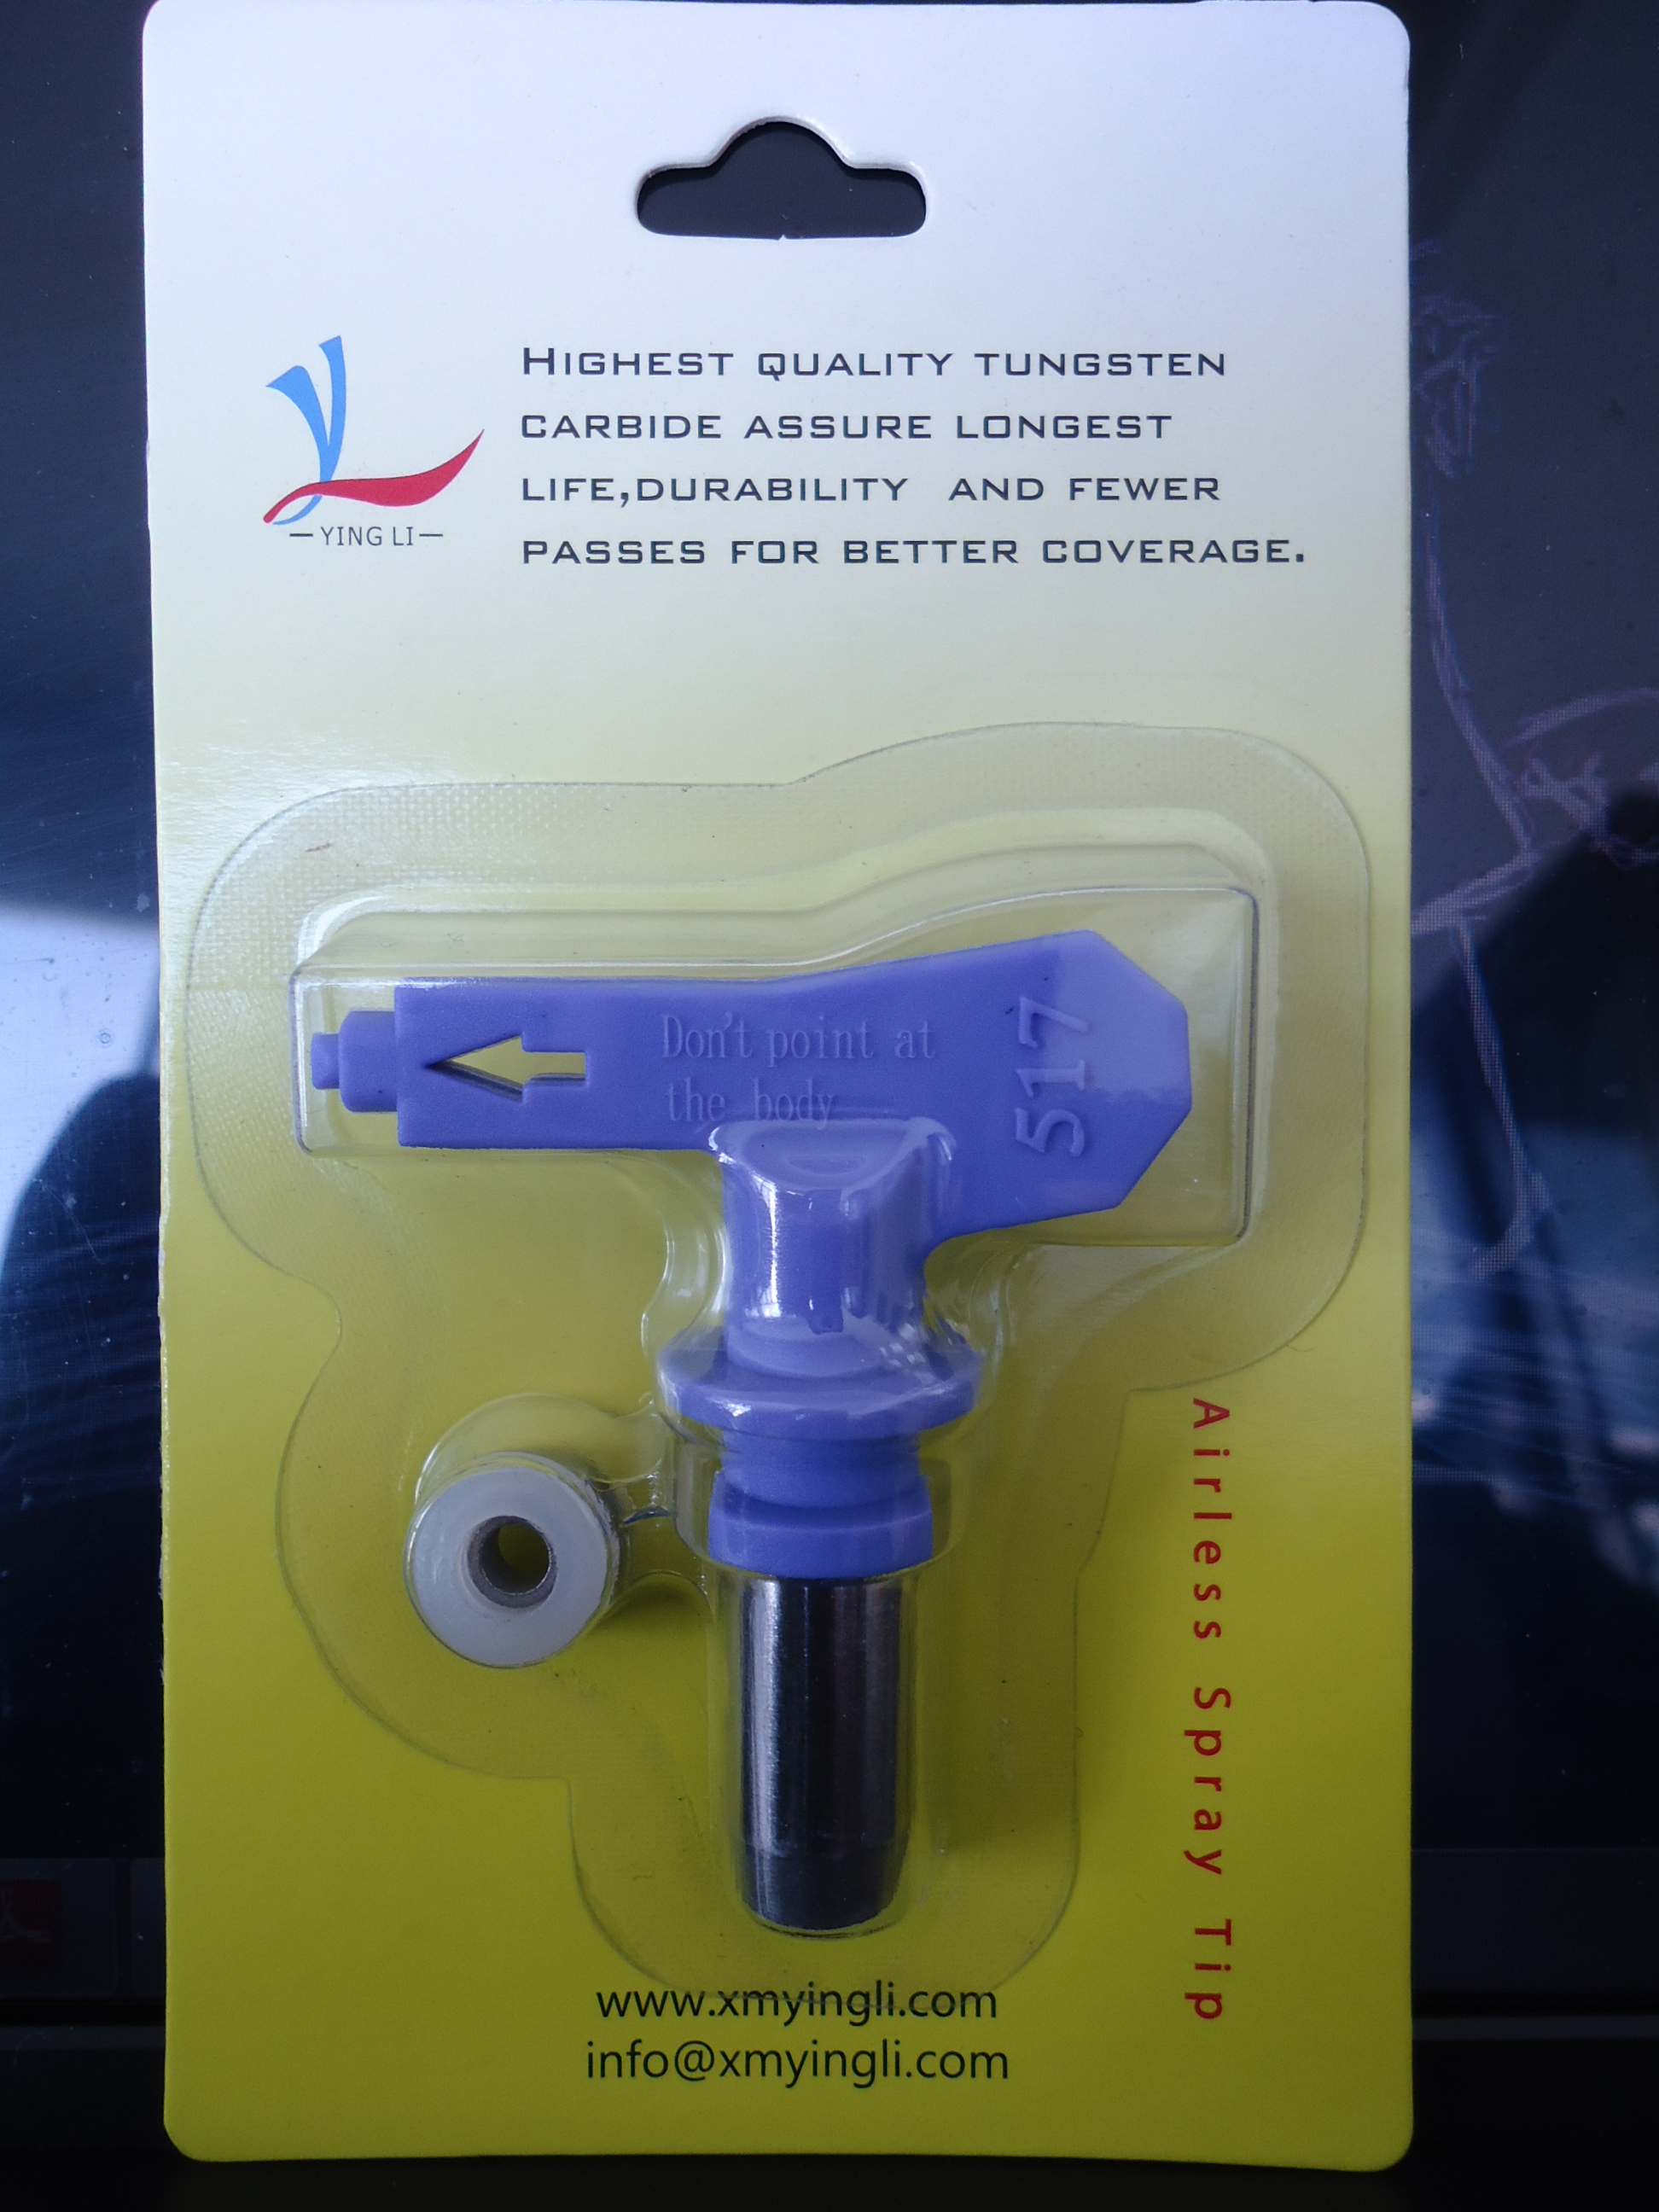 HIGHEST QUALITY TUNGSTEN
CARBIDE ASSURE LONGEST
LIFE,DURABILITY AND FEWER
PASSES FOR BETTER COVERAGE.
—YING LI—
Don't point at
the body
517
Airless Spray Tip
www.xmyingli.com
info@xmyingli.com